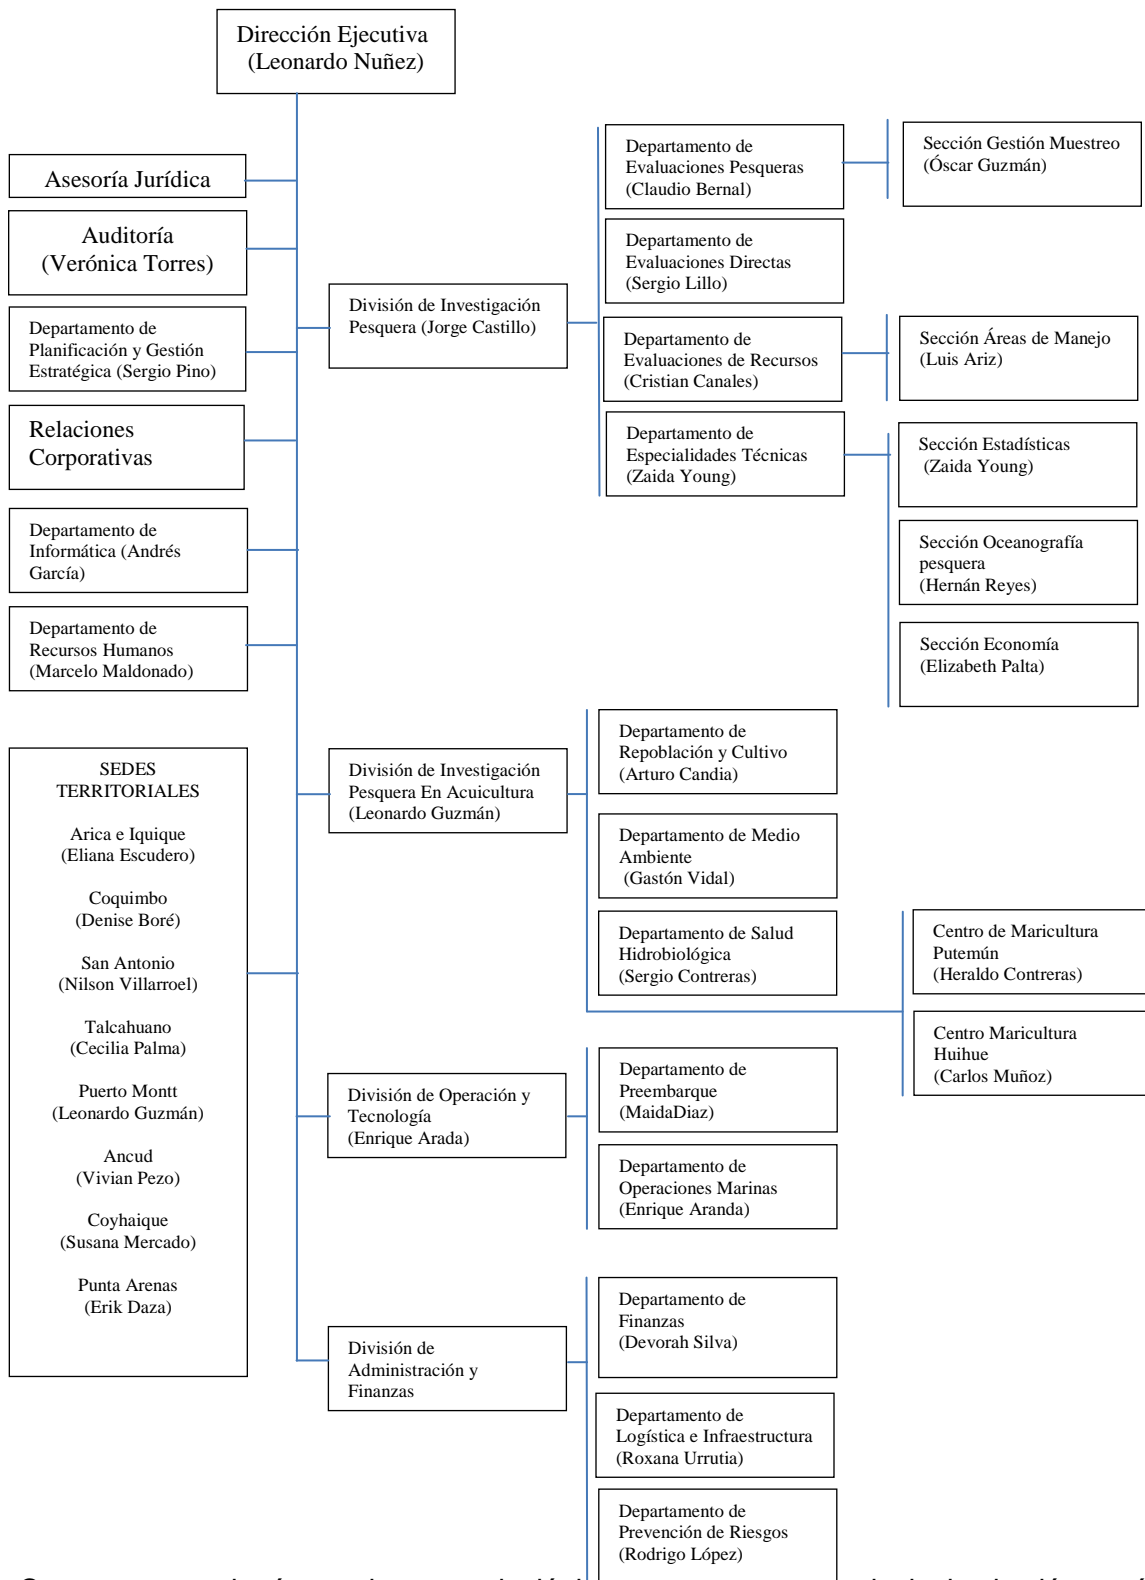 Dirección Ejecutiva
(Leonardo Nuñez)
Asesoría Jurídica
Auditoría
(Verónica Torres)
Departamento de
Planificación y Gestión
Estratégica (Sergio Pino)
Relaciones
Corporativas
Departamento de
Informática (Andrés
García)
Departamento de
Recursos Humanos
(Marcelo Maldonado)
SEDES
TERRITORIALES
Arica e Iquique
(Eliana Escudero)
Coquimbo
(Denise Boré)
San Antonio
(Nilson Villarroel)
Talcahuano
(Cecilia Palma)
Puerto Montt
(Leonardo Guzmán)
Ancud
(Vivian Pezo)
Coyhaique
(Susana Mercado)
Punta Arenas
(Erik Daza)
División de Investigación
Pesquera (Jorge Castillo)
Departamento de
Evaluaciones Pesqueras
(Claudio Bernal)
Sección Gestión Muestreo
(Óscar Guzmán)
Departamento de
Evaluaciones Directas
(Sergio Lillo)
Departamento de
Evaluaciones de Recursos
(Cristian Canales)
Sección Áreas de Manejo
(Luis Ariz)
Departamento de
Especialidades Técnicas
(Zaida Young)
Sección Estadísticas
(Zaida Young)
Sección Oceanografía
pesquera
(Hernán Reyes)
Sección Economía
(Elizabeth Palta)
División de Investigación
Pesquera En Acuicultura
(Leonardo Guzmán)
Departamento de
Repoblación y Cultivo
(Arturo Candia)
Departamento de Medio
Ambiente
(Gastón Vidal)
Departamento de Salud
Hidrobiológica
(Sergio Contreras)
Centro de Maricultura
Putemún
(Heraldo Contreras)
Centro Maricultura
Huihue
(Carlos Muñoz)
División de Operación y
Tecnología
(Enrique Arada)
Departamento de
Preembarque
(MaidaDiaz)
Departamento de
Operaciones Marinas
(Enrique Aranda)
División de
Administración y
Finanzas
Departamento de
Finanzas
(Devorah Silva)
Departamento de
Logística e Infraestructura
(Roxana Urrutia)
Departamento de
Prevención de Riesgos
(Rodrigo López)